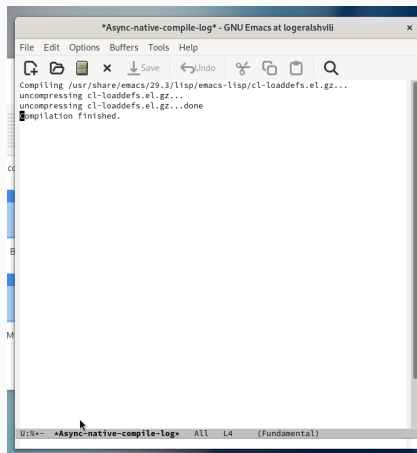 *Async-native-compile-log* - GNU Emacs at logeralshvili
File Edit Options Buffers Tools Help
Save Undo
Compiling /usr/share/emacs/29.3/lisp/emacs-lisp/cl-loaddefs.el.gz...
uncompressing cl-loaddefs.el.gz...
uncompressing cl-loaddefs.el.gz...done
Compilation finished.
U:%*- *Async-native-compile-log* All L4 (Fundamental)